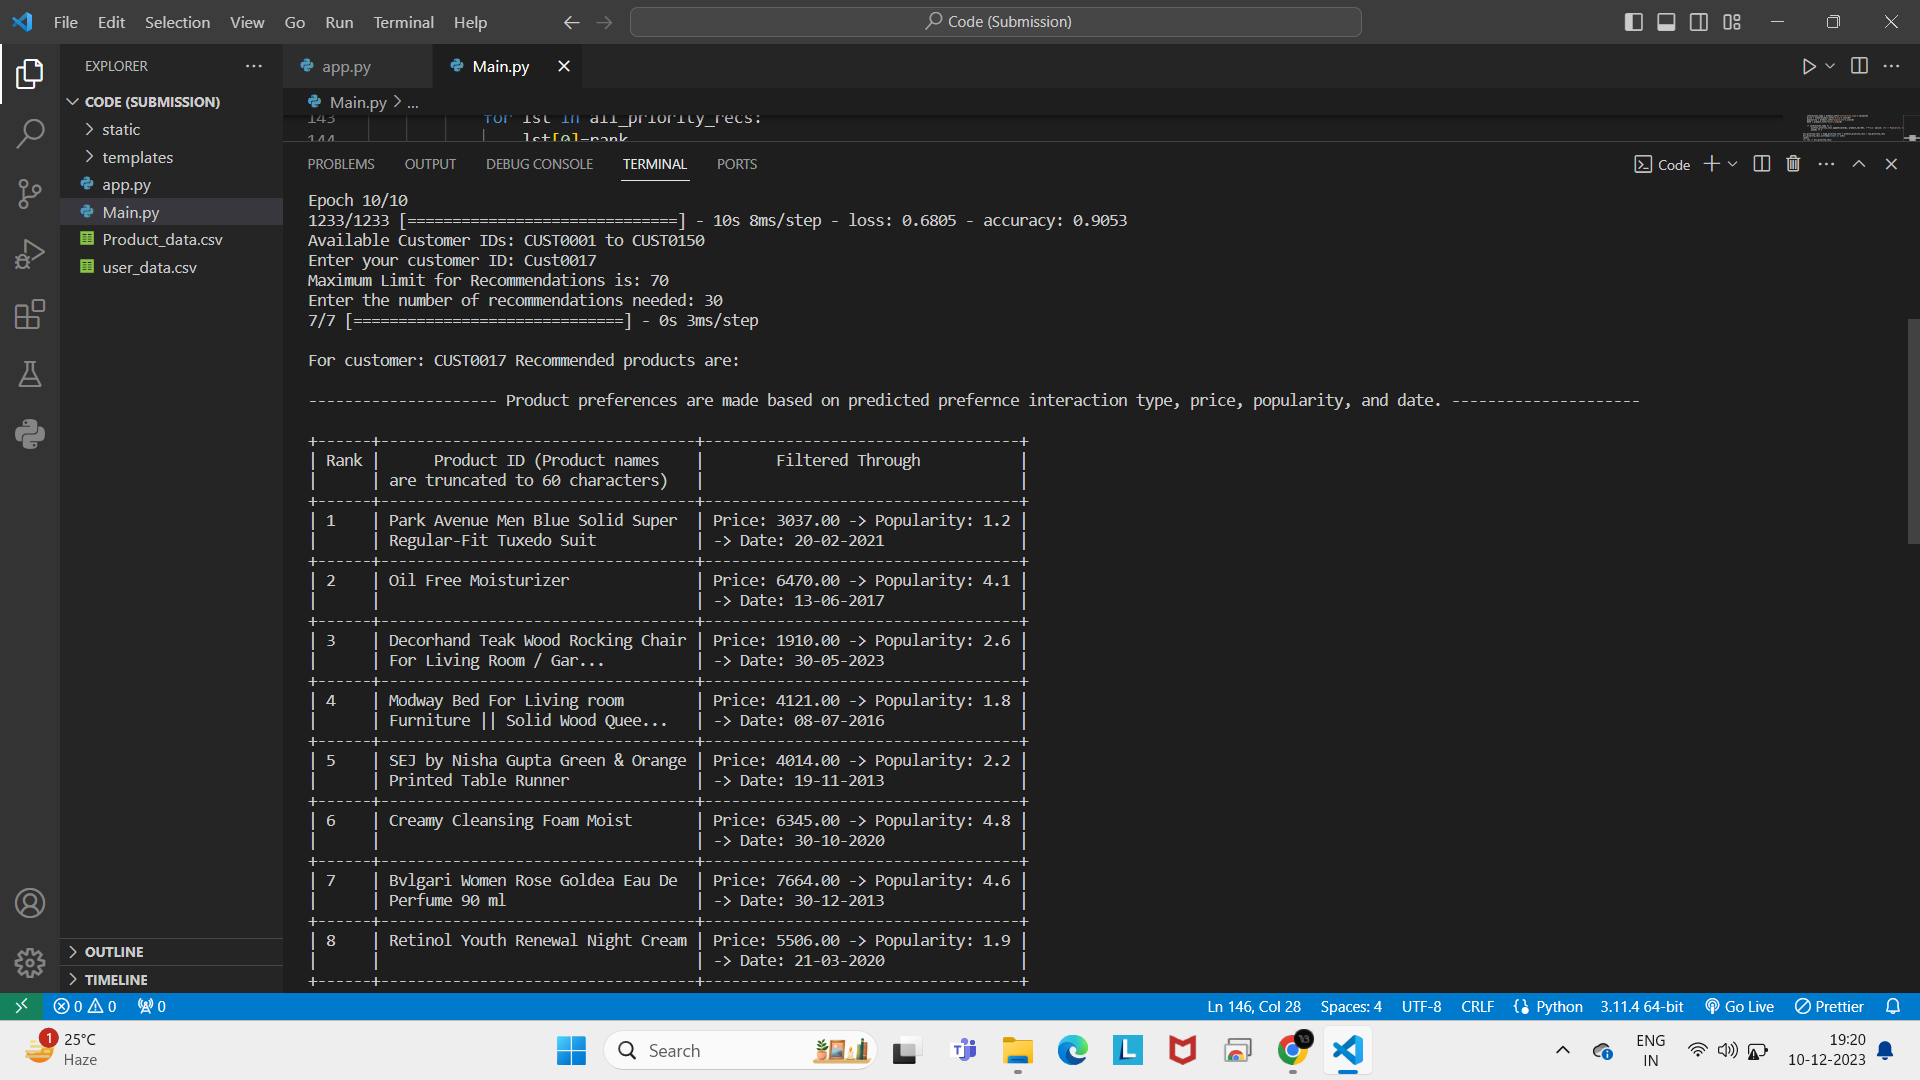 File Edit Selection View Go Run Terminal Help
Code (Submission)
EXPLORER
app.py
Main.py
CODE (SUBMISSION)
static
templates
app.py
Main.py
Product_data.csv
user_data.csv
OUTLINE
TIMELINE
Main.py > ...
143 for lst in all_priority_recs:
144 lst[0]=rank
PROBLEMS OUTPUT DEBUG CONSOLE TERMINAL PORTS
Code
Epoch 10/10
1233/1233 [==============================] - 10s 8ms/step - loss: 0.6805 - accuracy: 0.9053
Available Customer IDs: CUST0001 to CUST0150
Enter your customer ID: Cust0017
Maximum Limit for Recommendations is: 70
Enter the number of recommendations needed: 30
7/7 [==============================] - 0s 3ms/step
For customer: CUST0017 Recommended products are:
--------------------- Product preferences are made based on predicted prefernce interaction type, price, popularity, and date. ---------------------
+------+-----------------------------------+-----------------------------------+
| Rank | Product ID (Product names | Filtered Through |
| | are truncated to 60 characters) | |
+------+-----------------------------------+-----------------------------------+
| 1 | Park Avenue Men Blue Solid Super | Price: 3037.00 -> Popularity: 1.2 |
| | Regular-Fit Tuxedo Suit | -> Date: 20-02-2021 |
+------+-----------------------------------+-----------------------------------+
| 2 | Oil Free Moisturizer | Price: 6470.00 -> Popularity: 4.1 |
| | | -> Date: 13-06-2017 |
+------+-----------------------------------+-----------------------------------+
| 3 | Decorhand Teak Wood Rocking Chair | Price: 1910.00 -> Popularity: 2.6 |
| | For Living Room / Gar... | -> Date: 30-05-2023 |
+------+-----------------------------------+-----------------------------------+
| 4 | Modway Bed For Living room | Price: 4121.00 -> Popularity: 1.8 |
| | Furniture || Solid Wood Quee... | -> Date: 08-07-2016 |
+------+-----------------------------------+-----------------------------------+
| 5 | SEJ by Nisha Gupta Green & Orange | Price: 4014.00 -> Popularity: 2.2 |
| | Printed Table Runner | -> Date: 19-11-2013 |
+------+-----------------------------------+-----------------------------------+
| 6 | Creamy Cleansing Foam Moist | Price: 6345.00 -> Popularity: 4.8 |
| | | -> Date: 30-10-2020 |
+------+-----------------------------------+-----------------------------------+
| 7 | Bvlgari Women Rose Goldea Eau De | Price: 7664.00 -> Popularity: 4.6 |
| | Perfume 90 ml | -> Date: 30-12-2013 |
+------+-----------------------------------+-----------------------------------+
| 8 | Retinol Youth Renewal Night Cream | Price: 5506.00 -> Popularity: 1.9 |
| | | -> Date: 21-03-2020 |
+------+-----------------------------------+-----------------------------------+
0 0 0
Ln 146, Col 28 Spaces: 4 UTF-8 CRLF {} Python 3.11.4 64-bit Go Live Prettier
1
25°C
Haze
Search
ENG
IN
19:20
10-12-2023